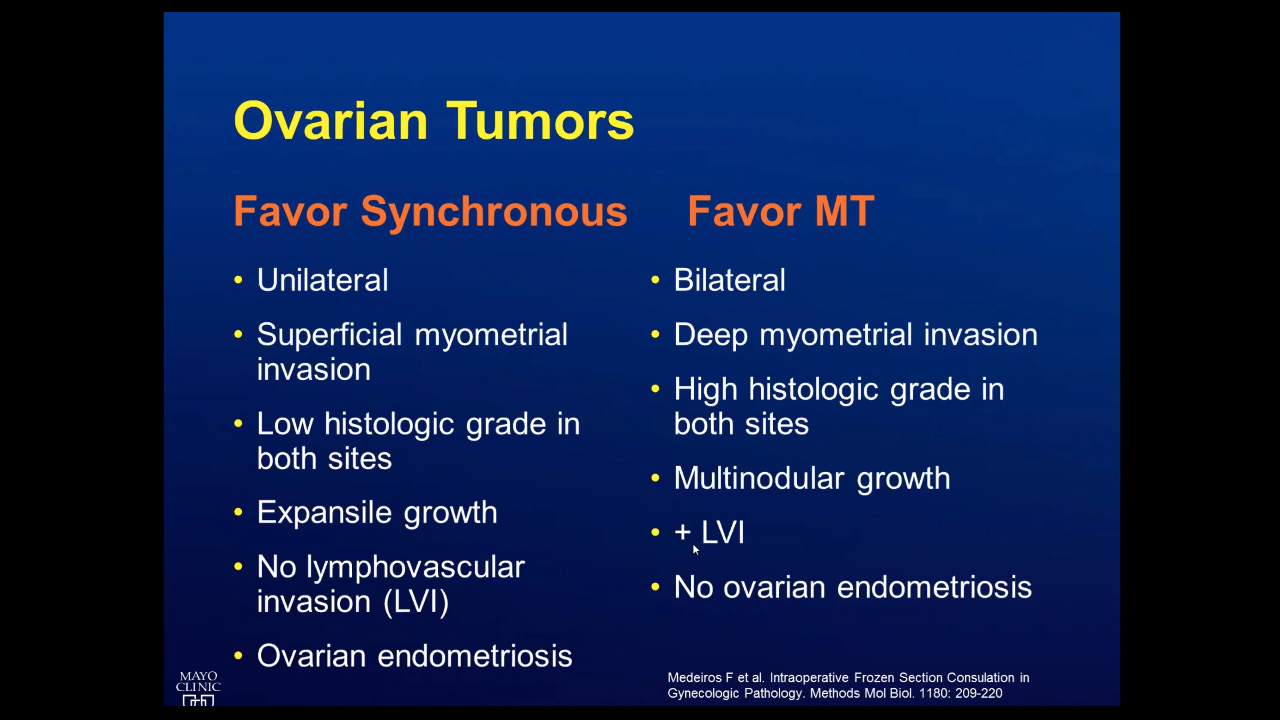 Ovarian Tumors
Favor Synchronous
• Unilateral
• Superficial myometrial
invasion
• Low histologic grade in
both sites
• Expansile growth
• No lymphovascular
invasion (LVI)
• Ovarian endometriosis
Favor MT
• Bilateral
• Deep myometrial invasion
• High histologic grade in
both sites
• Multinodular growth
• + LVI
• No ovarian endometriosis
MAYO
CLINIC
Medeiros F et al. Intraoperative Frozen Section Consulation in
Gynecologic Pathology. Methods Mol Biol. 1180: 209-220